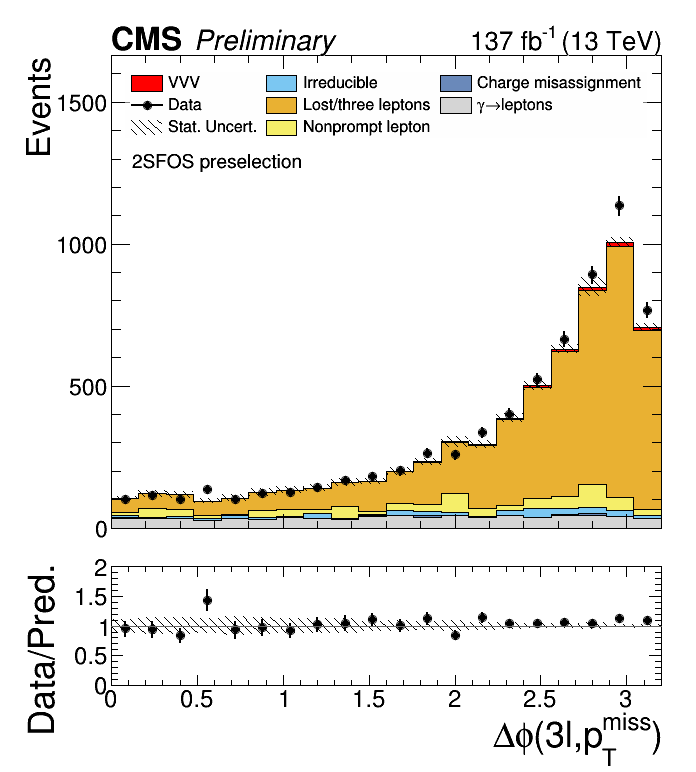 CMS Preliminary 137 fb⁻¹ (13 TeV)
Events
1500
1000
500
0
VVV Irreducible Charge misassignment
Data Lost/three leptons γ→leptons
Stat. Uncert. Nonprompt lepton
2SFOS preselection
Data/Pred.
2
1.5
1
0.5
0
0 0.5 1 1.5 2 2.5 3
Δϕ(3l,p_T^miss)